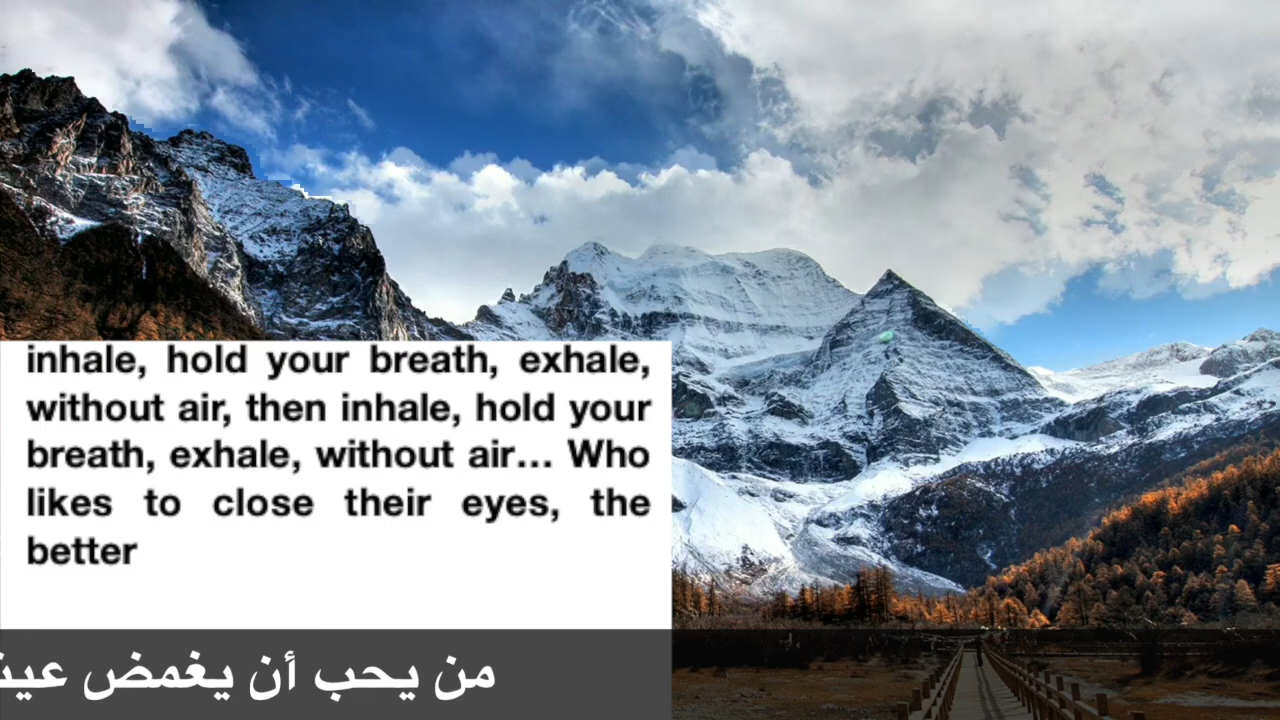 inhale, hold your breath, exhale,
without air, then inhale, hold your
breath, exhale, without air... Who
likes to close their eyes, the
better
من يحب أن يغمض